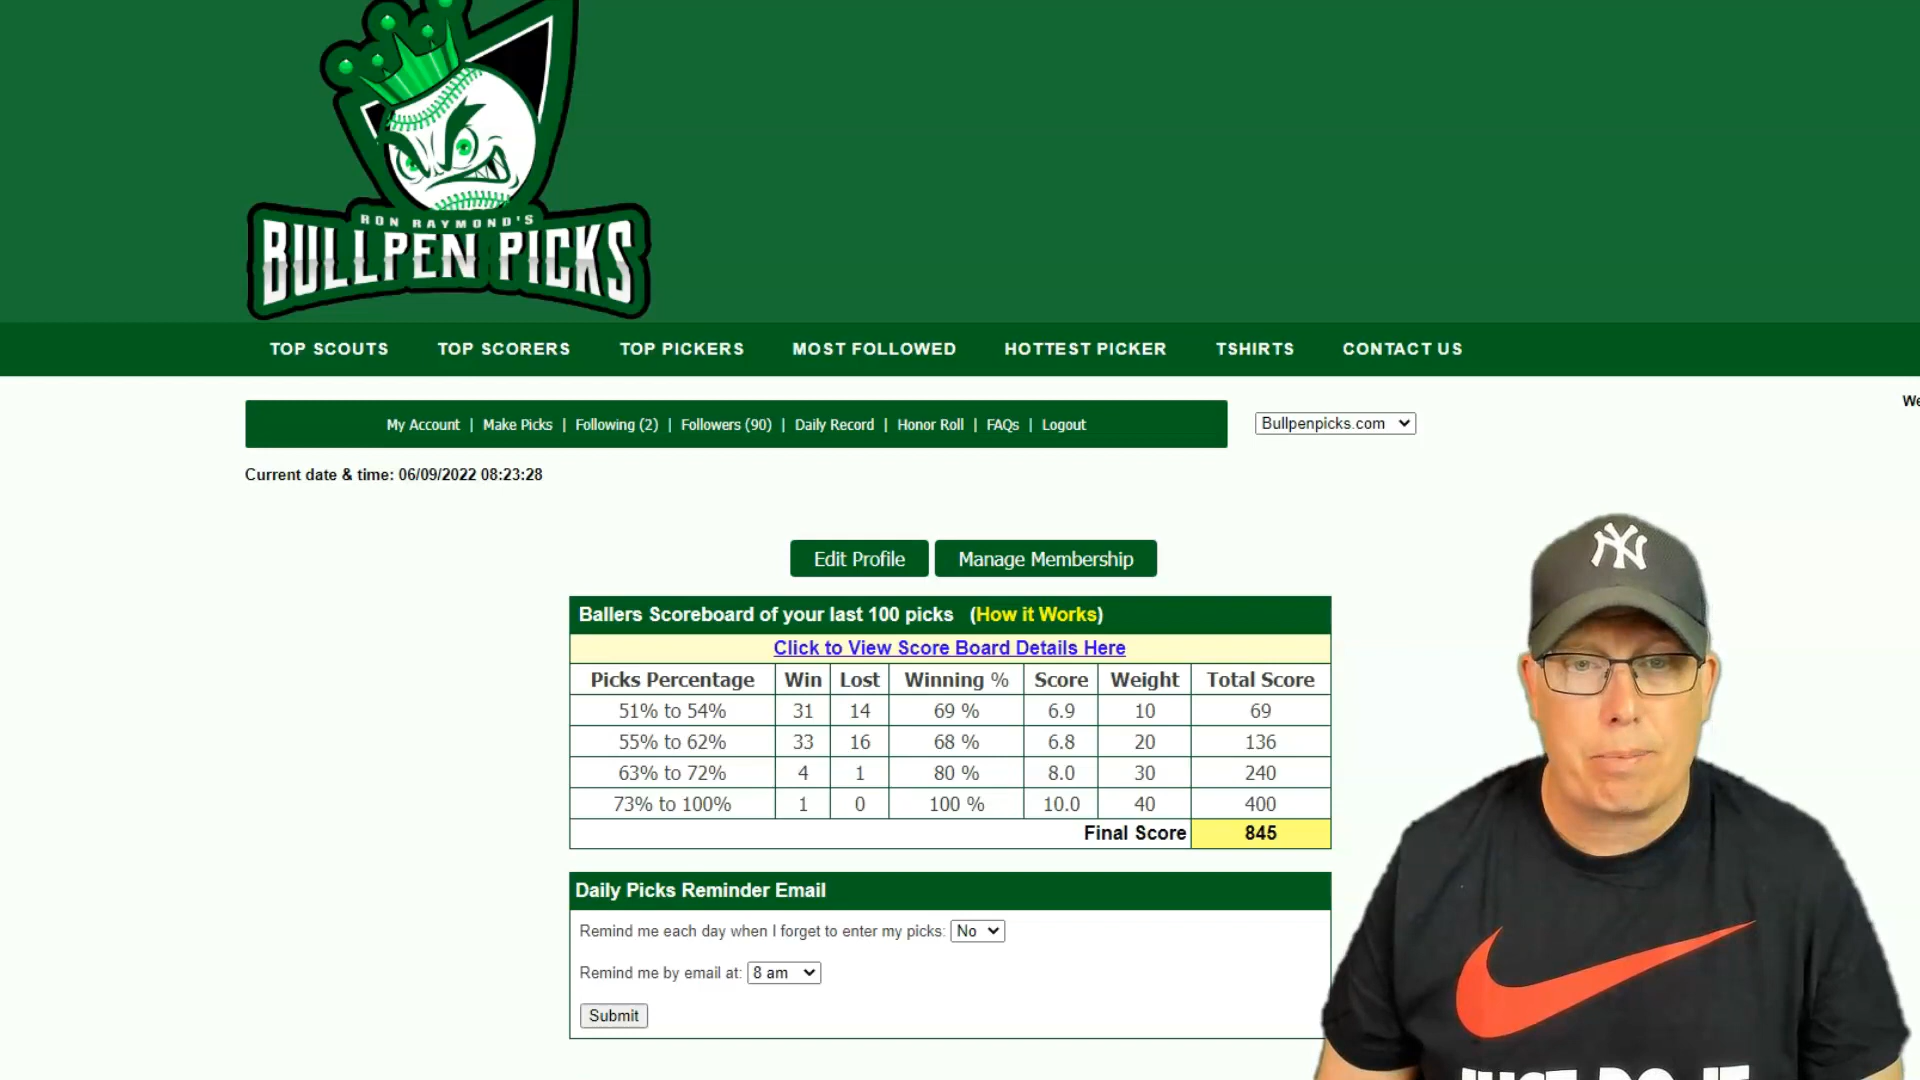 RON RAYMOND'S
BULLPEN PICKS
TOP SCOUTS TOP SCORERS TOP PICKERS MOST FOLLOWED HOTTEST PICKER TSHIRTS CONTACT US
We
My Account | Make Picks | Following (2) | Followers (90) | Daily Record | Honor Roll | FAQs | Logout Bullpenpicks.com
Current date & time: 06/09/2022 08:23:28
Edit Profile Manage Membership
Ballers Scoreboard of your last 100 picks (How it Works)
Click to View Score Board Details Here
Picks Percentage Win Lost Winning % Score Weight Total Score
51% to 54% 31 14 69 % 6.9 10 69
55% to 62% 33 16 68 % 6.8 20 136
63% to 72% 4 1 80 % 8.0 30 240
73% to 100% 1 0 100 % 10.0 40 400
Final Score 845
Daily Picks Reminder Email
Remind me each day when I forget to enter my picks: No
Remind me by email at: 8 am
Submit
NY
JUST DO IT